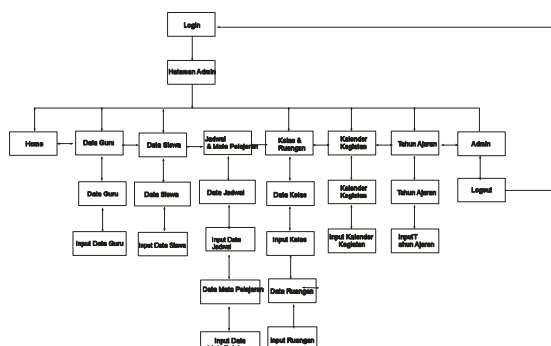 Login
Halaman Admin
Home
Data Guru
Data Siswa
Jadwal
& Mata Pelajaran
Kelas &
Ruangan
Kalender
Kegiatan
Tahun Ajaran
Admin
Data Guru
Data Siswa
Data Jadwal
Data Kelas
Kalender
Kegiatan
Tahun Ajaran
Logout
Input Data Guru
Input Data Siswa
Input Data
Jadwal
Input Kelas
Input Kalender
Kegiatan
InputT
ahun Ajaran
Data Mata Pelajaran
Data Ruangan
Input Data
Input Ruangan